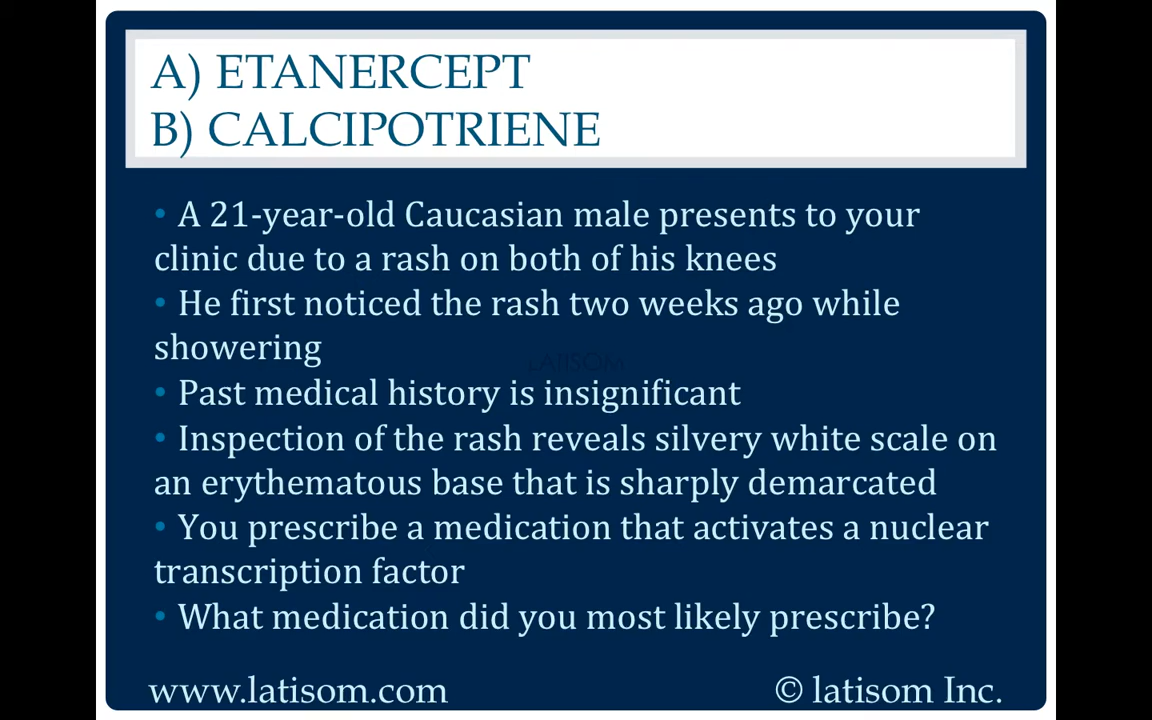 A) ETANERCEPT
B) CALCIPOTRIENE
• A 21-year-old Caucasian male presents to your
clinic due to a rash on both of his knees
• He first noticed the rash two weeks ago while
showering
LATISOM
• Past medical history is insignificant
• Inspection of the rash reveals silvery white scale on
an erythematous base that is sharply demarcated
• You prescribe a medication that activates a nuclear
transcription factor
• What medication did you most likely prescribe?
www.latisom.com
© latisom Inc.